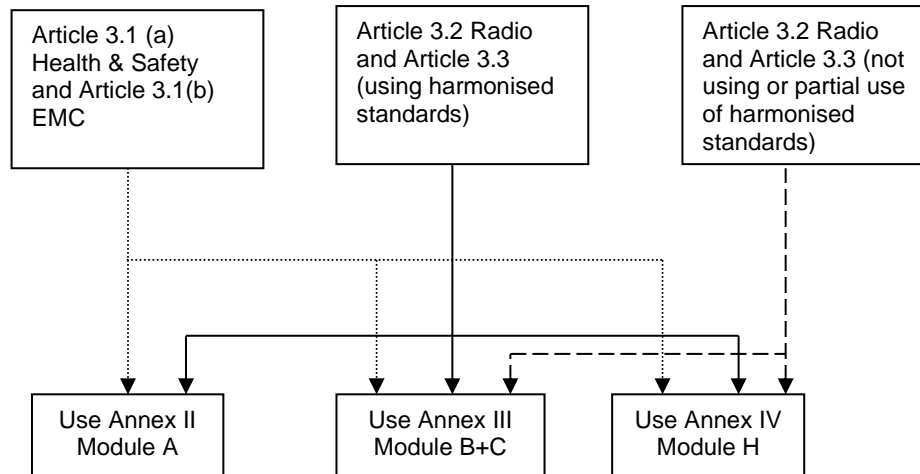 Article 3.1 (a)
Health & Safety
and Article 3.1(b)
EMC
Article 3.2 Radio
and Article 3.3
(using harmonised
standards)
Article 3.2 Radio
and Article 3.3 (not
using or partial use
of harmonised
standards)
Use Annex II
Module A
Use Annex III
Module B+C
Use Annex IV
Module H